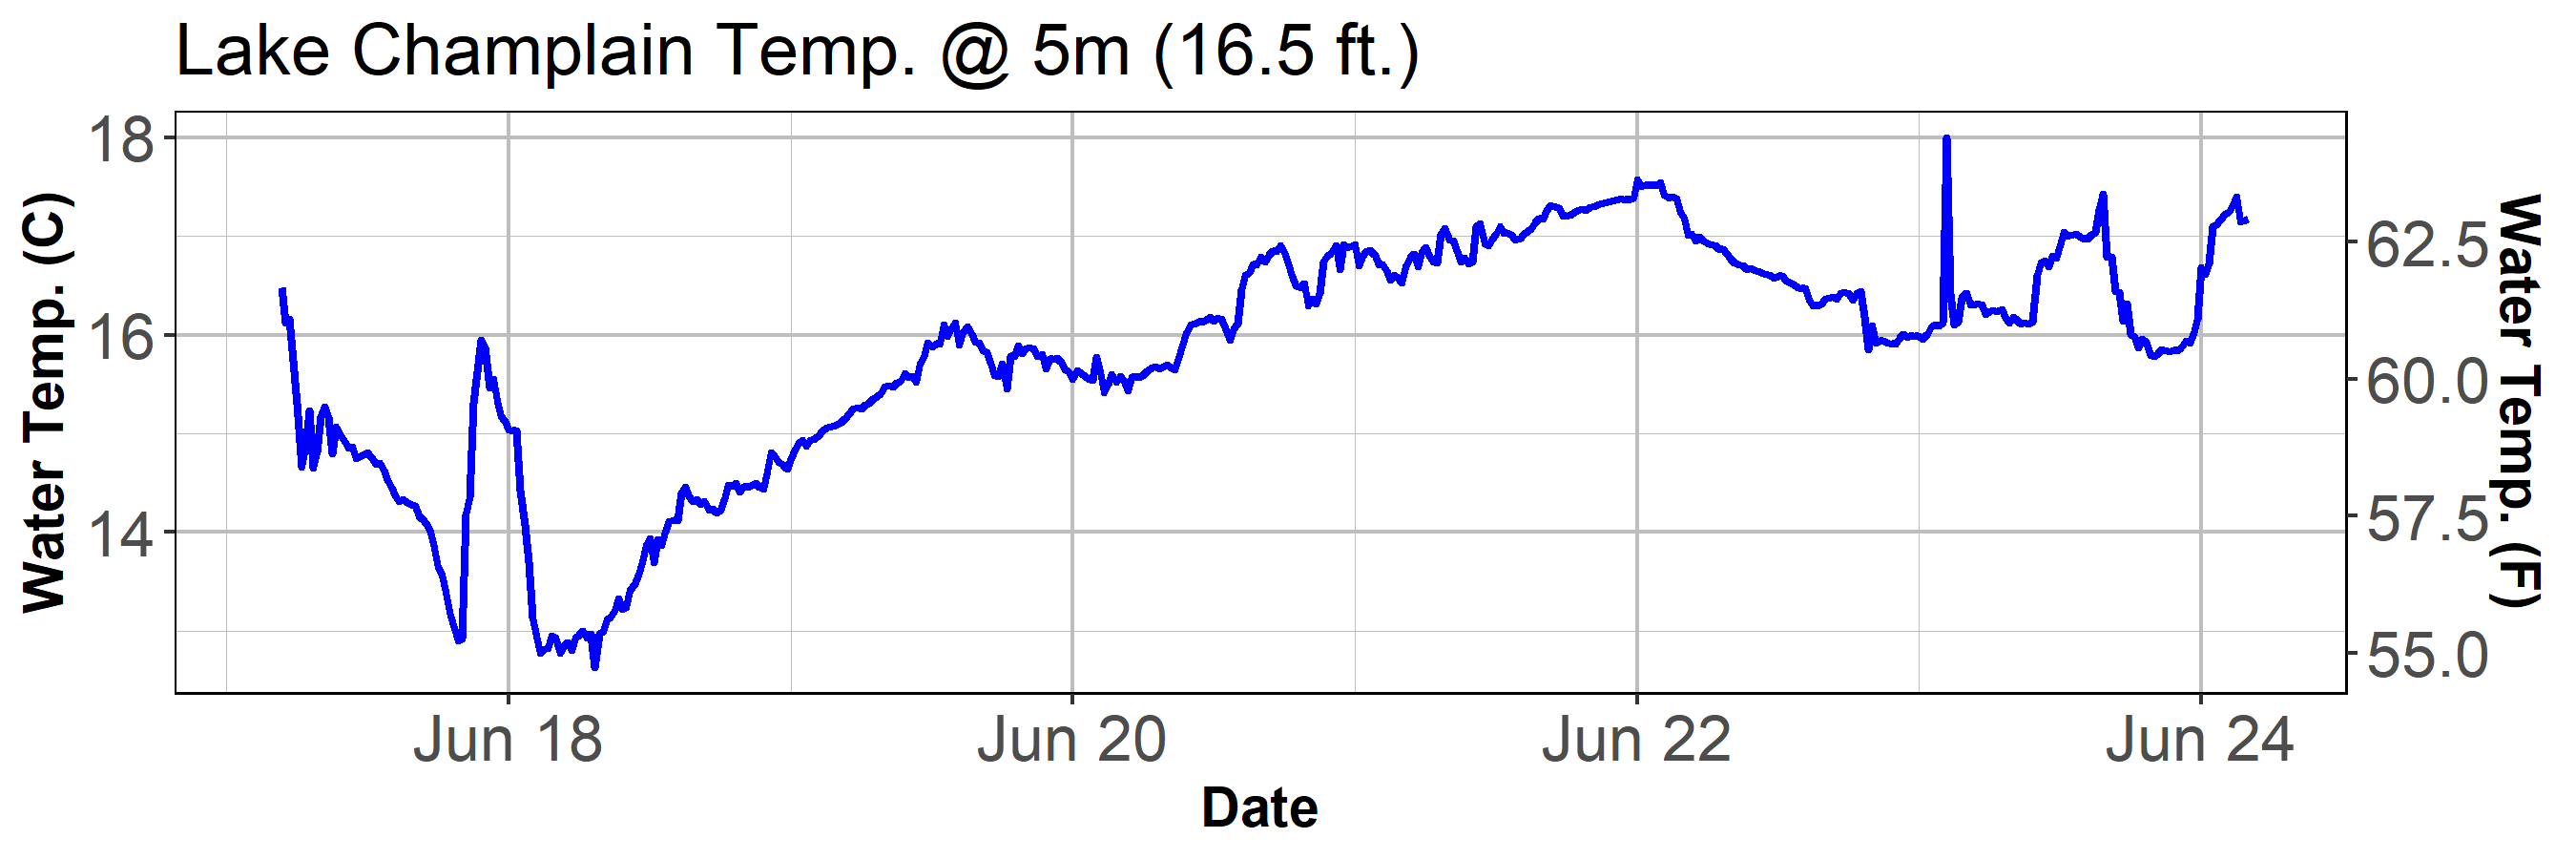 Lake Champlain Temp. @ 5m (16.5 ft.)
Water Temp. (C)
18
16
14
62.5
60.0
57.5
55.0
Water Temp. (F)
Jun 18
Jun 20
Jun 22
Jun 24
Date